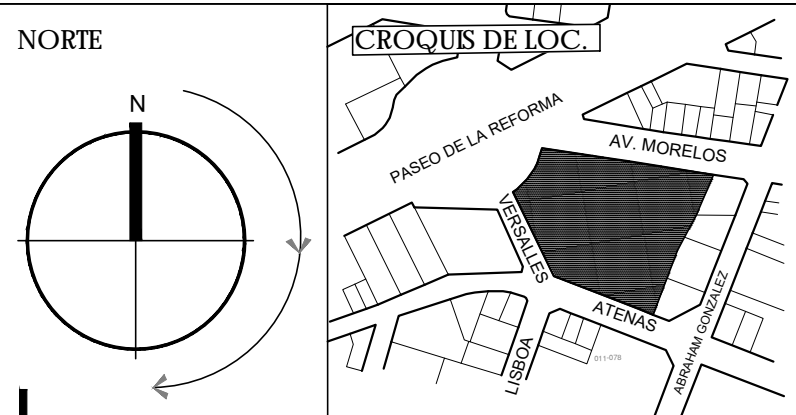 NORTE
N
CROQUIS DE LOC.
PASEO DE LA REFORMA
AV. MORELOS
VERSALLES
ATENAS
LISBOA
ABRAHAM GONZALEZ
011-078